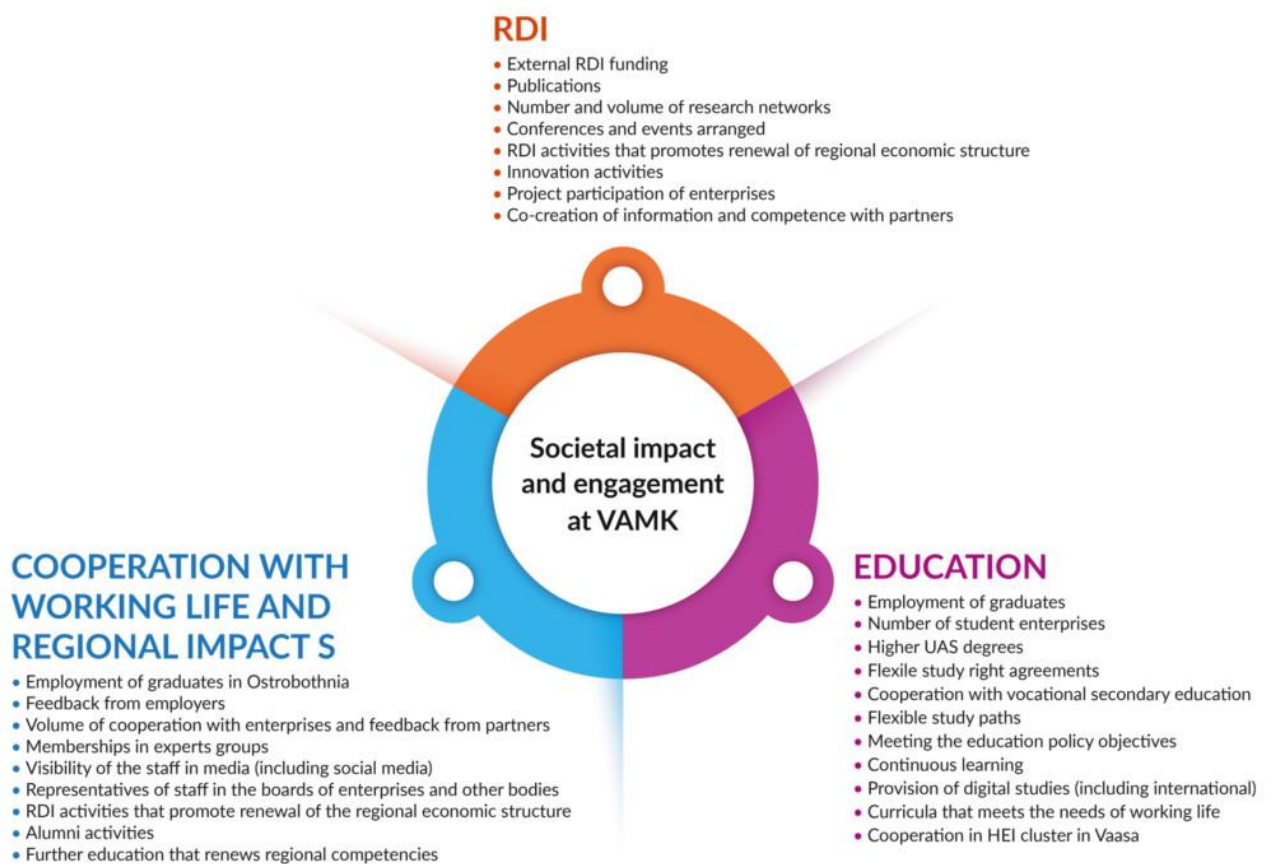 RDI
• External RDI funding
• Publications
• Number and volume of research networks
• Conferences and events arranged
• RDI activities that promotes renewal of regional economic structure
• Innovation activities
• Project participation of enterprises
• Co-creation of information and competence with partners
Societal impact
and engagement
at VAMK
COOPERATION WITH
WORKING LIFE AND
REGIONAL IMPACT S
• Employment of graduates in Ostrobothnia
• Feedback from employers
• Volume of cooperation with enterprises and feedback from partners
• Memberships in experts groups
• Visibility of the staff in media (including social media)
• Representatives of staff in the boards of enterprises and other bodies
• RDI activities that promote renewal of the regional economic structure
• Alumni activities
• Further education that renews regional competencies
EDUCATION
• Employment of graduates
• Number of student enterprises
• Higher UAS degrees
• Flexile study right agreements
• Cooperation with vocational secondary education
• Flexible study paths
• Meeting the education policy objectives
• Continuous learning
• Provision of digital studies (including international)
• Curricula that meets the needs of working life
• Cooperation in HEI cluster in Vaasa